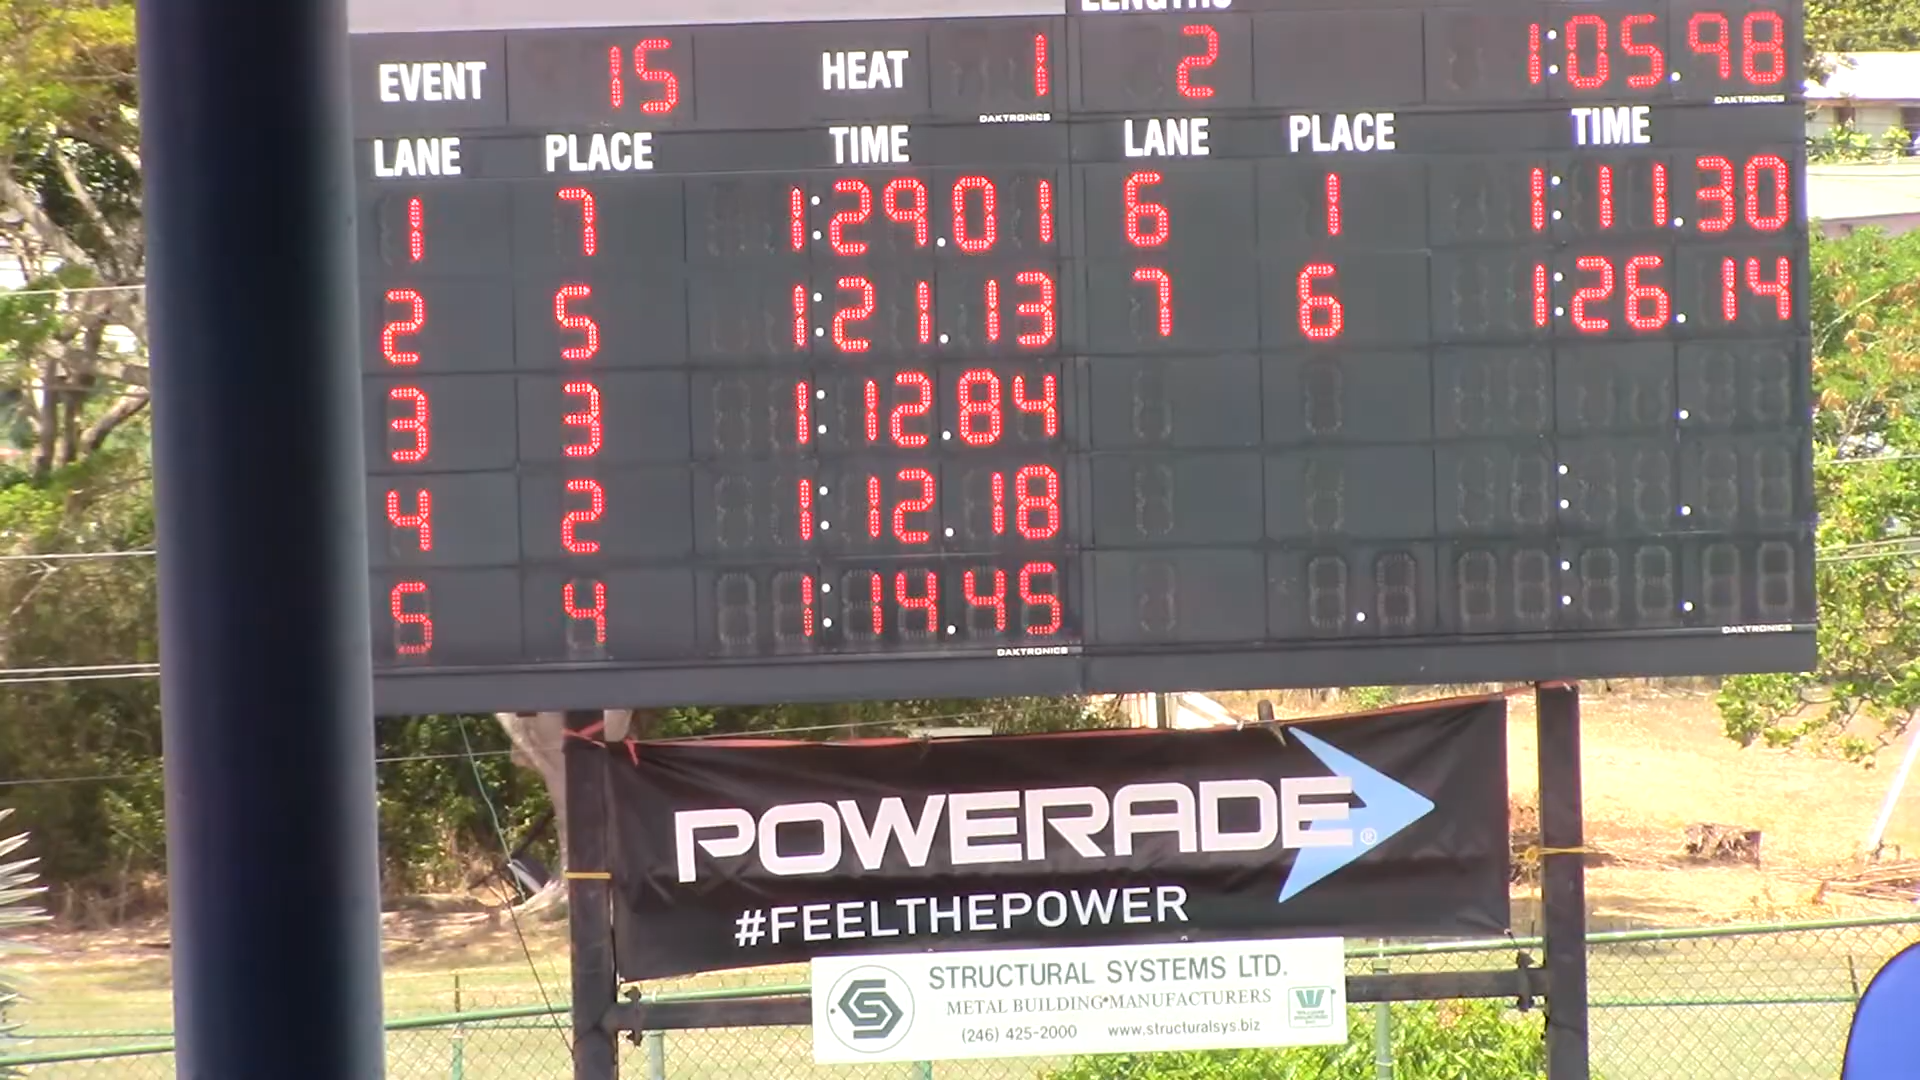 LENGTHS
EVENT 15 HEAT 1 2 1:05.98
DAKTRONICS DAKTRONICS
LANE PLACE TIME LANE PLACE TIME
1 7 1:29.01 6 1 1:11.30
2 5 1:21.13 7 6 1:26.14
3 3 1:12.84
4 2 1:12.18
5 4 1:14.45
DAKTRONICS DAKTRONICS
POWERADE®
#FEELTHEPOWER
STRUCTURAL SYSTEMS LTD.
METAL BUILDING•MANUFACTURERS
(246) 425-2000 www.structuralsys.biz